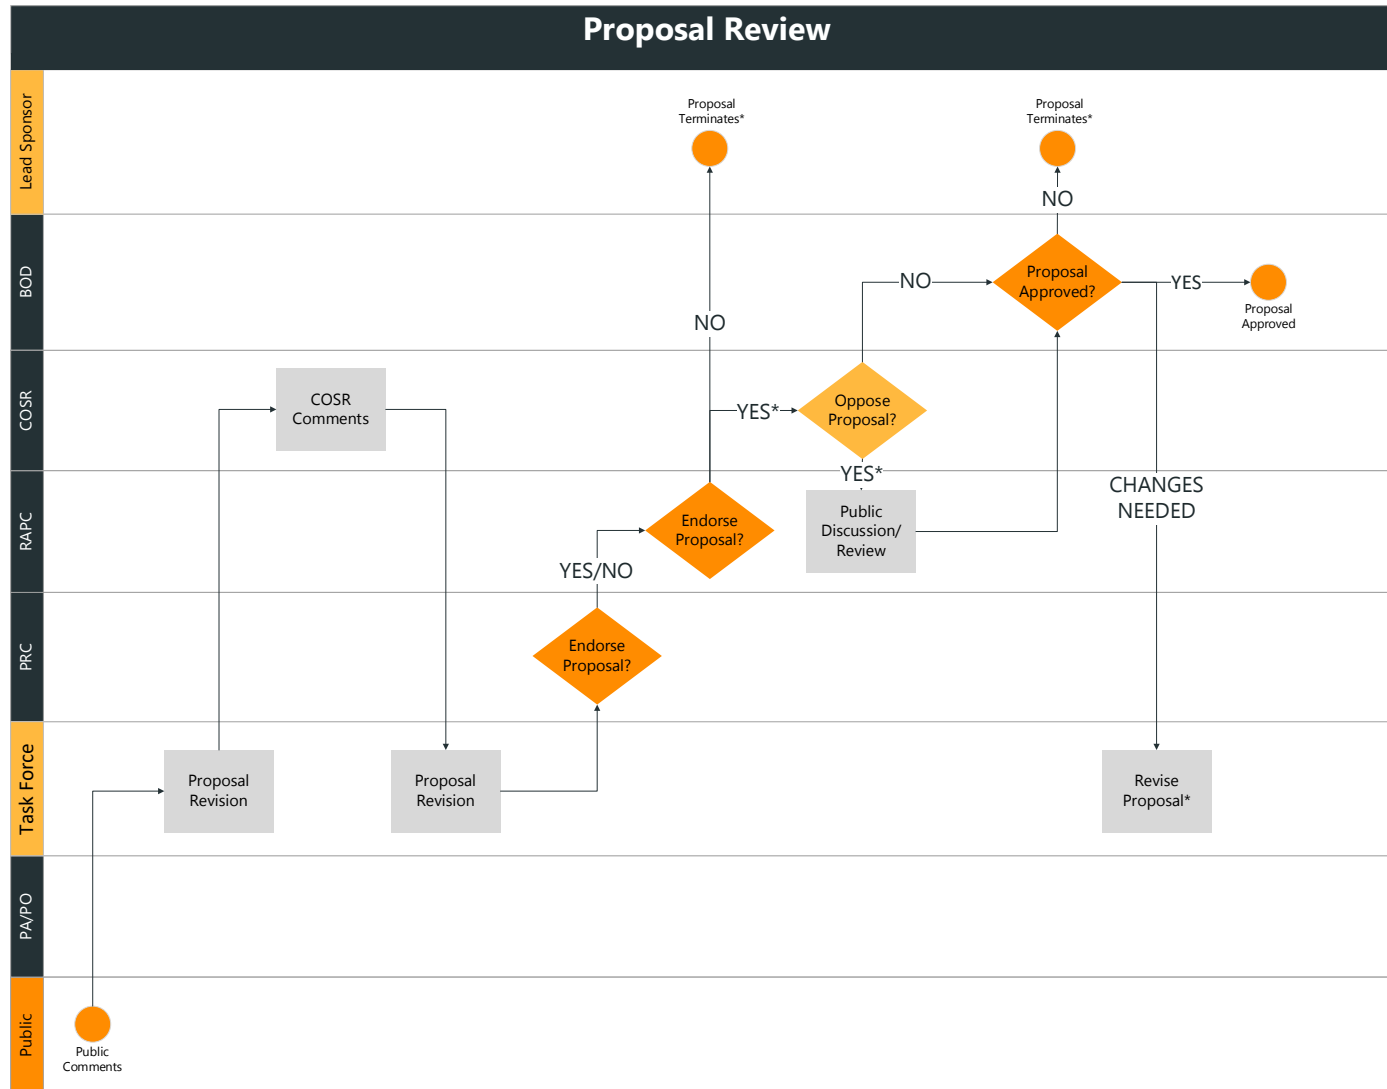 Proposal Review
Lead Sponsor
Proposal
Terminates*
Proposal
Terminates*
NO
BOD
Proposal
Approved?
NO
YES
Proposal
Approved
NO
COSR
COSR
Comments
YES*
Oppose
Proposal?
YES*
RAPC
Endorse
Proposal?
Public
Discussion/
Review
CHANGES
NEEDED
YES/NO
PRC
Endorse
Proposal?
Task Force
Proposal
Revision
Proposal
Revision
Revise
Proposal*
PA/PO
Public
Public
Comments